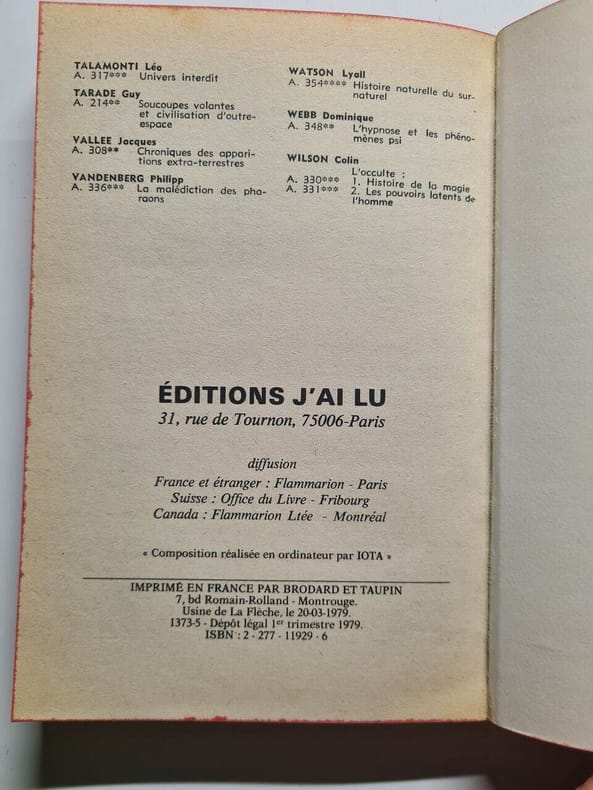 TALAMONTI Léo
A. 317*** Univers interdit
TARADE Guy
A. 214** Soucoupes volantes
et civilisation d'outre-
espace
VALLEE Jacques
A. 308** Chroniques des appari-
tions extra-terrestres
VANDENBERG Philipp
A. 336*** La malédiction des pha-
raons
WATSON Lyall
A. 354**** Histoire naturelle du sur-
naturel
WEBB Dominique
A. 348** L'hypnose et les phéno-
mènes psi
WILSON Colin
L'occulte :
A. 330*** 1. Histoire de la magie
A. 331*** 2. Les pouvoirs latents de
l'homme
ÉDITIONS J'AI LU
31, rue de Tournon, 75006-Paris
diffusion
France et étranger : Flammarion - Paris
Suisse : Office du Livre - Fribourg
Canada : Flammarion Ltée - Montréal
« Composition réalisée en ordinateur par IOTA »
IMPRIMÉ EN FRANCE PAR BRODARD ET TAUPIN
7, bd Romain-Rolland - Montrouge.
Usine de La Flèche, le 20-03-1979.
1373-5 - Dépôt légal 1er trimestre 1979.
ISBN : 2 - 277 - 11929 - 6